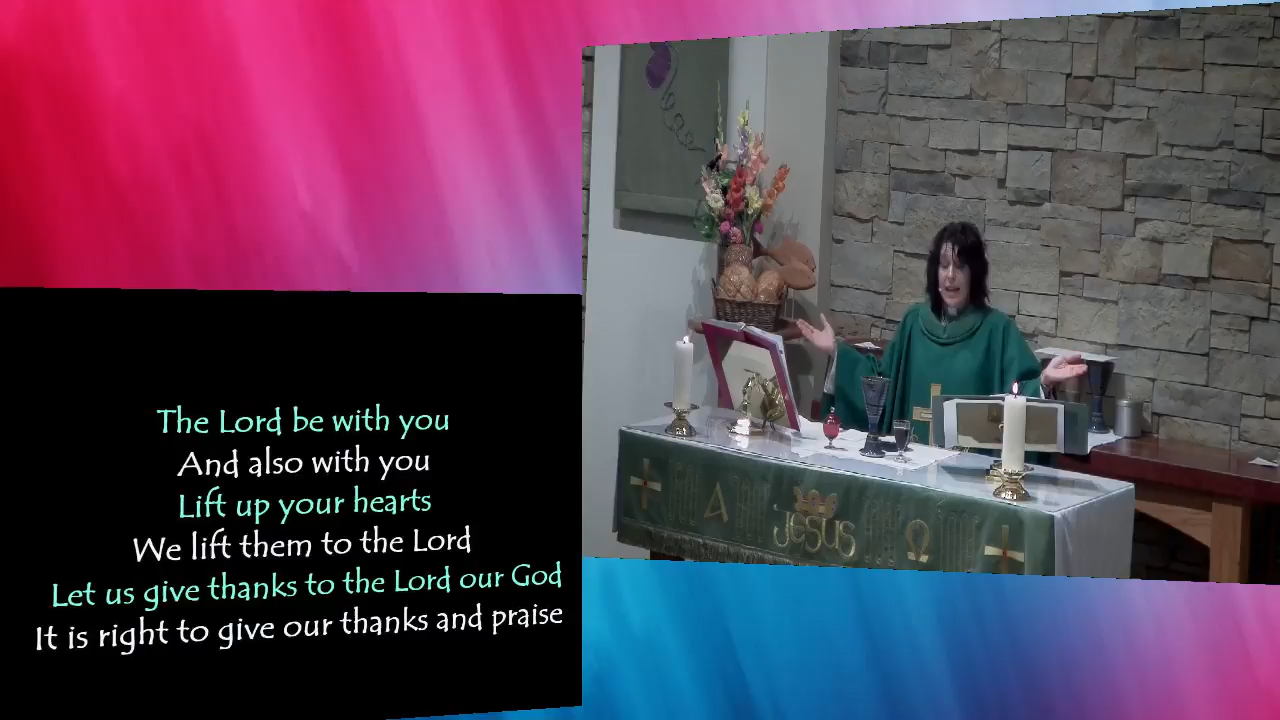 The Lord be with you
And also with you
Lift up your hearts
We lift them to the Lord
Let us give thanks to the Lord our God
It is right to give our thanks and praise
JESUS
Α Ω